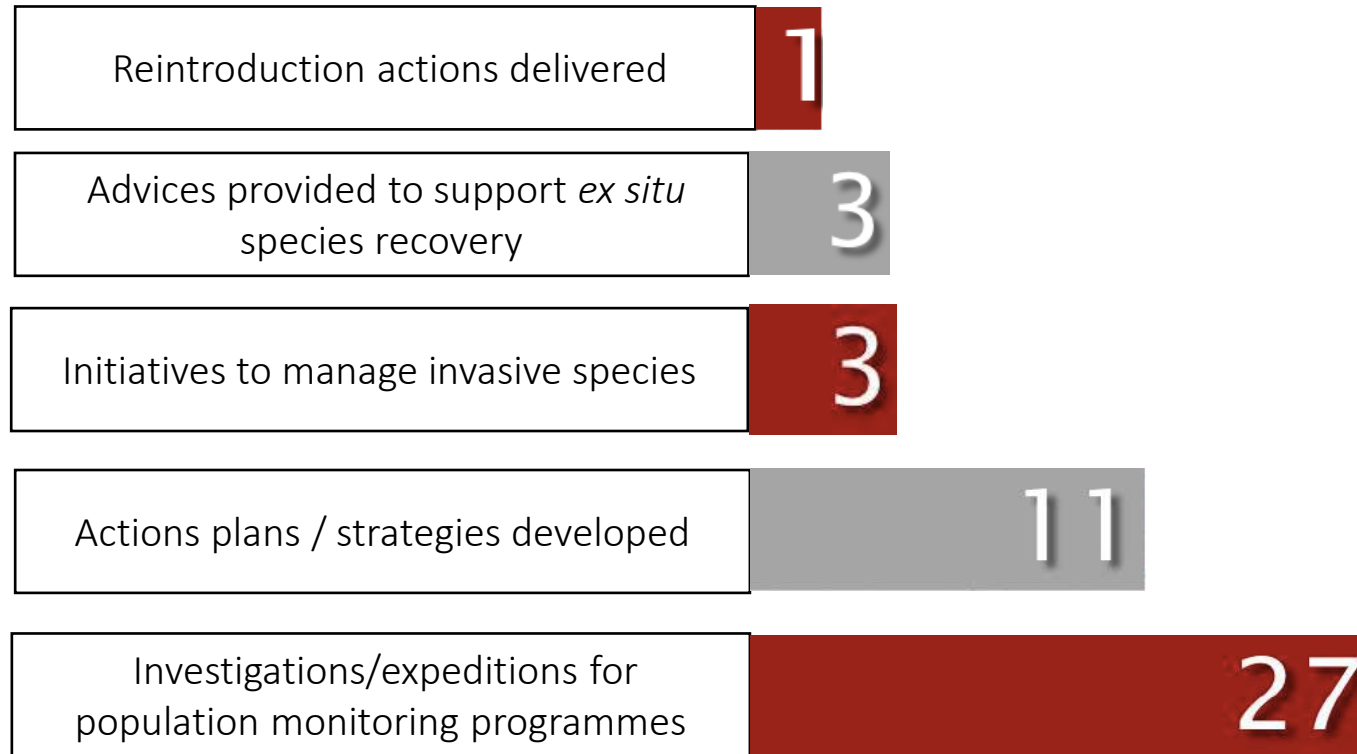 Reintroduction actions delivered
1
Advices provided to support ex situ
species recovery
3
Initiatives to manage invasive species
3
Actions plans / strategies developed
11
Investigations/expeditions for
population monitoring programmes
27